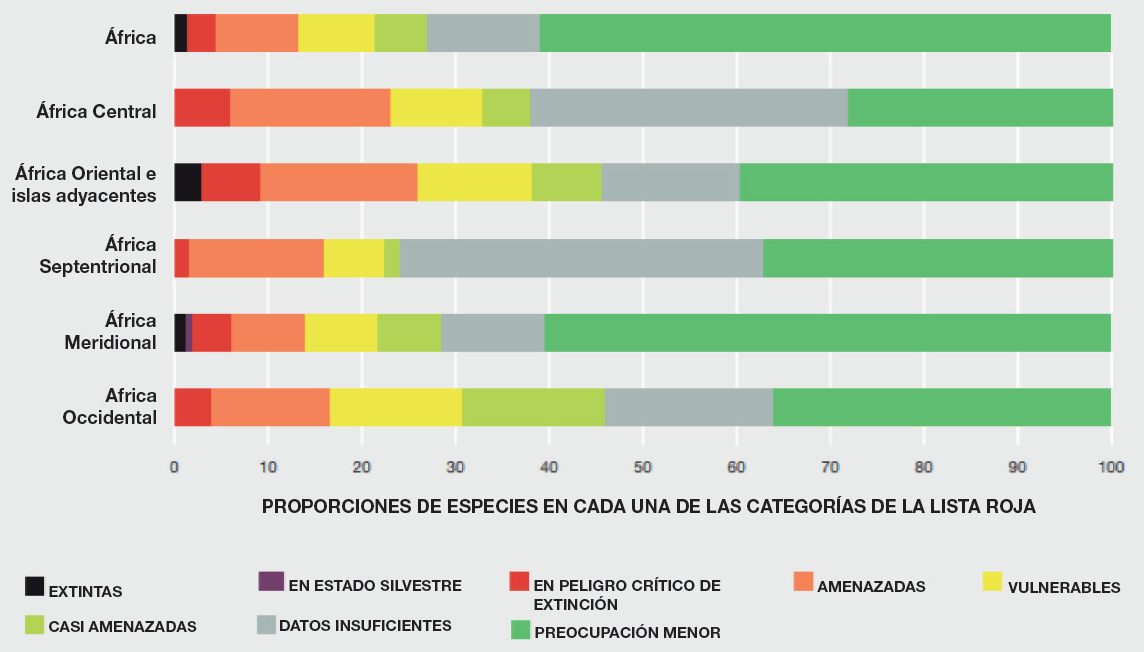 África
África Central
África Oriental e
islas adyacentes
África
Septentrional
África
Meridional
Africa
Occidental
0 10 20 30 40 50 60 70 80 90 100
PROPORCIONES DE ESPECIES EN CADA UNA DE LAS CATEGORÍAS DE LA LISTA ROJA
EXTINTAS
EN ESTADO SILVESTRE
EN PELIGRO CRÍTICO DE
EXTINCIÓN
AMENAZADAS
VULNERABLES
CASI AMENAZADAS
DATOS INSUFICIENTES
PREOCUPACIÓN MENOR